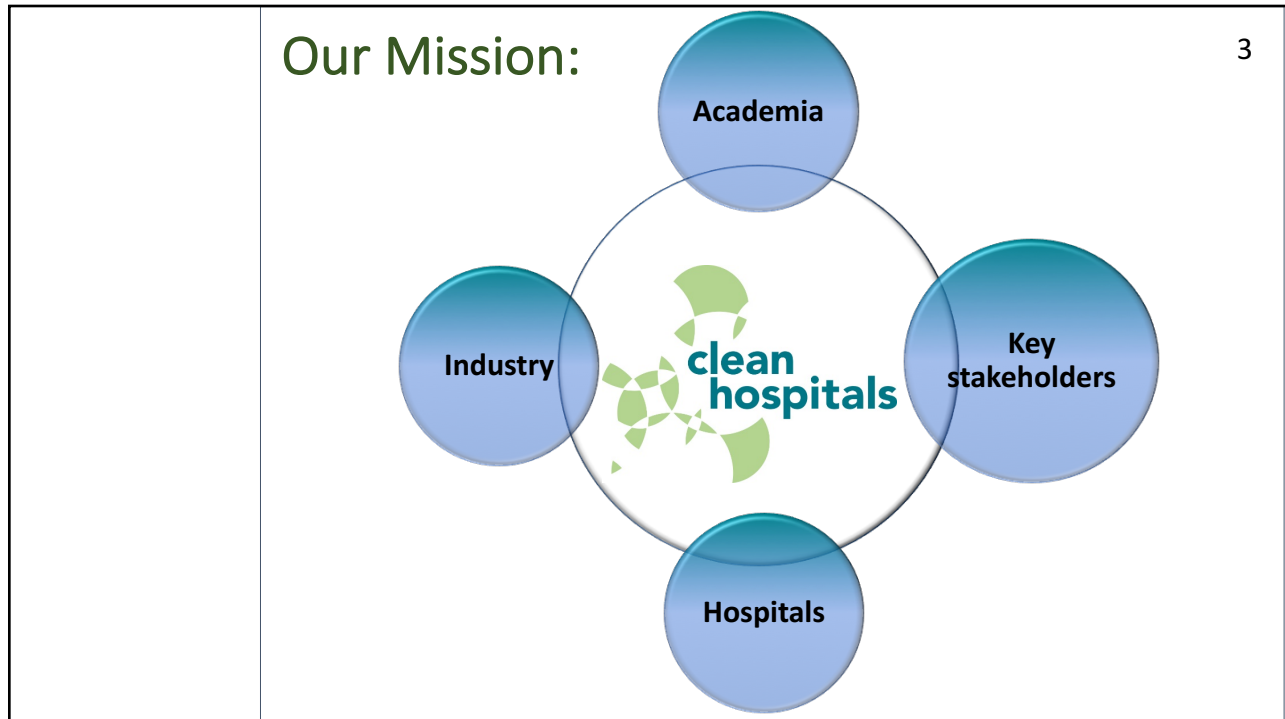 Our Mission:
3
Academia
Industry
clean
hospitals
Key
stakeholders
Hospitals